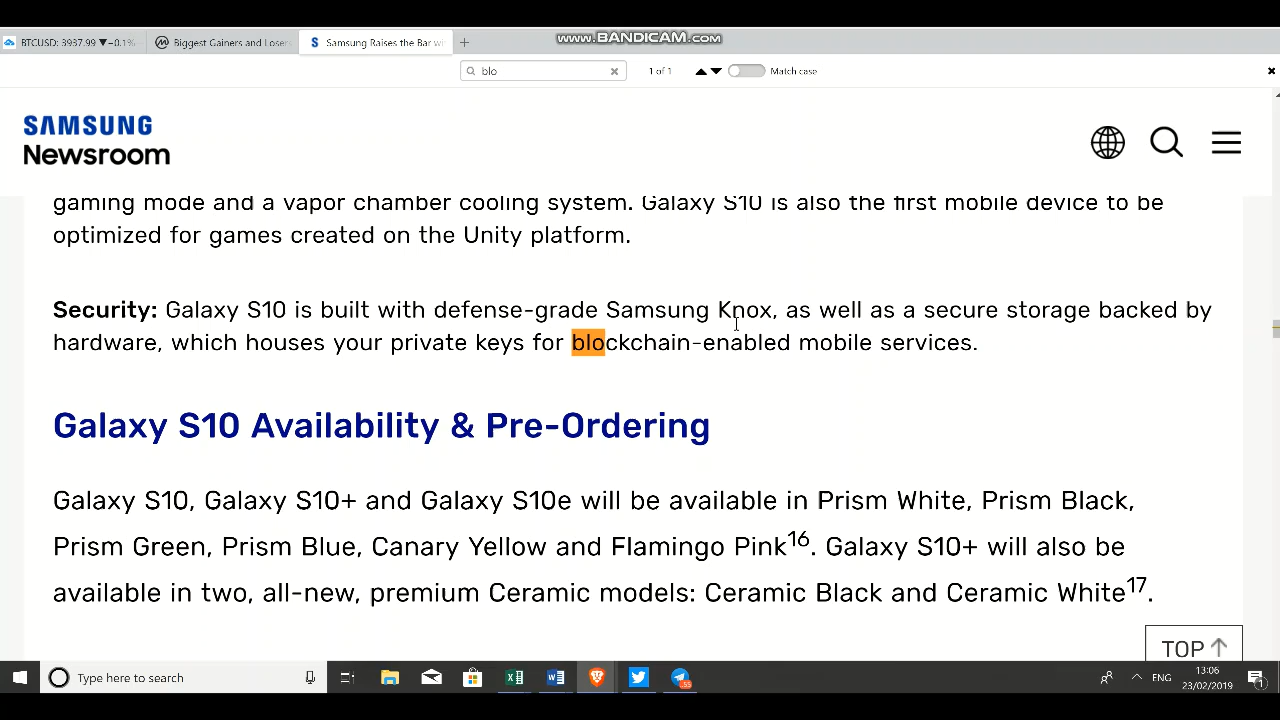 BTCUSD: 3937.99 ▼-0.1%
Biggest Gainers and Loser
Samsung Raises the Bar wi
www.BANDICAM.com
blo
1 of 1
Match case
SAMSUNG
Newsroom
gaming mode and a vapor chamber cooling system. Galaxy S10 is also the first mobile device to be
optimized for games created on the Unity platform.
Security: Galaxy S10 is built with defense-grade Samsung Knox, as well as a secure storage backed by
hardware, which houses your private keys for blockchain-enabled mobile services.
Galaxy S10 Availability & Pre-Ordering
Galaxy S10, Galaxy S10+ and Galaxy S10e will be available in Prism White, Prism Black,
Prism Green, Prism Blue, Canary Yellow and Flamingo Pink16. Galaxy S10+ will also be
available in two, all-new, premium Ceramic models: Ceramic Black and Ceramic White17.
TOP ↑
Type here to search
ENG
13:06
23/02/2019